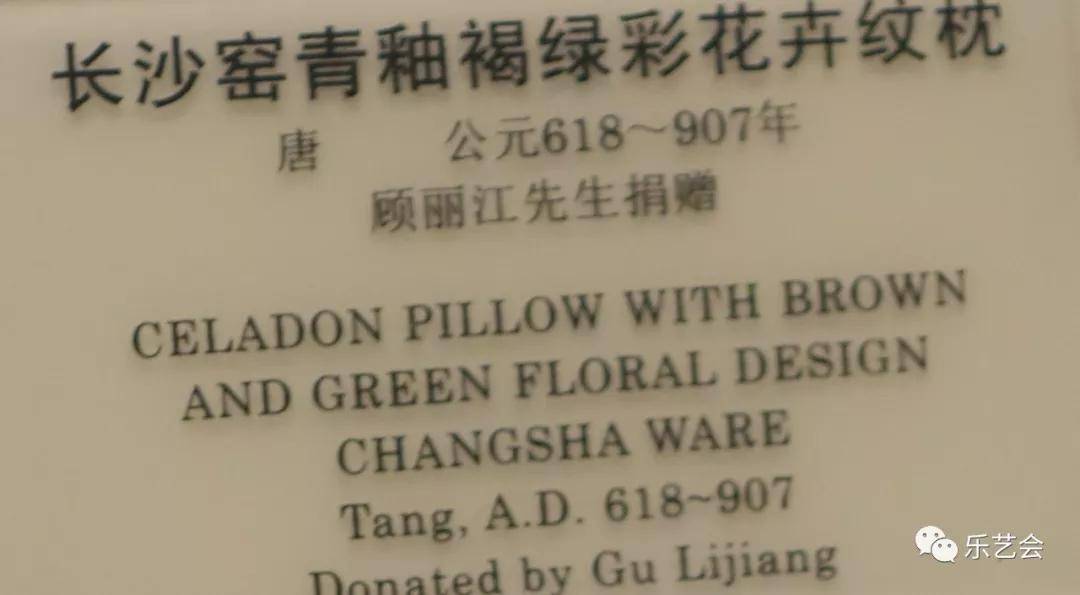 长沙窑青釉褐绿彩花卉纹枕
唐 公元618～907年
顾丽江先生捐赠
CELADON PILLOW WITH BROWN
AND GREEN FLORAL DESIGN
CHANGSHA WARE
Tang, A.D. 618~907
Donated by Gu Lijiang
乐艺会